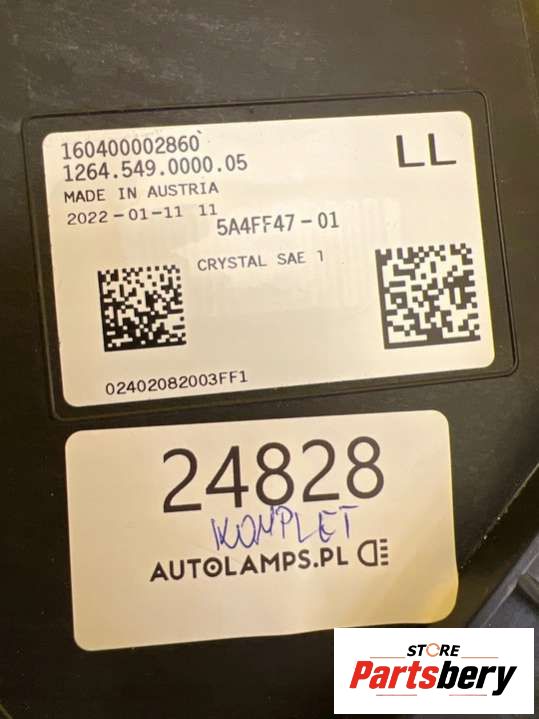 160400002860
LL
1264.549.0000.05
MADE IN AUSTRIA
2022-01-11 11
5A4FF47-01
CRYSTAL SAE 1
02402082003FF1
24828
KOMPLET
AUTOLAMPS.PL
STORE
Partsbery